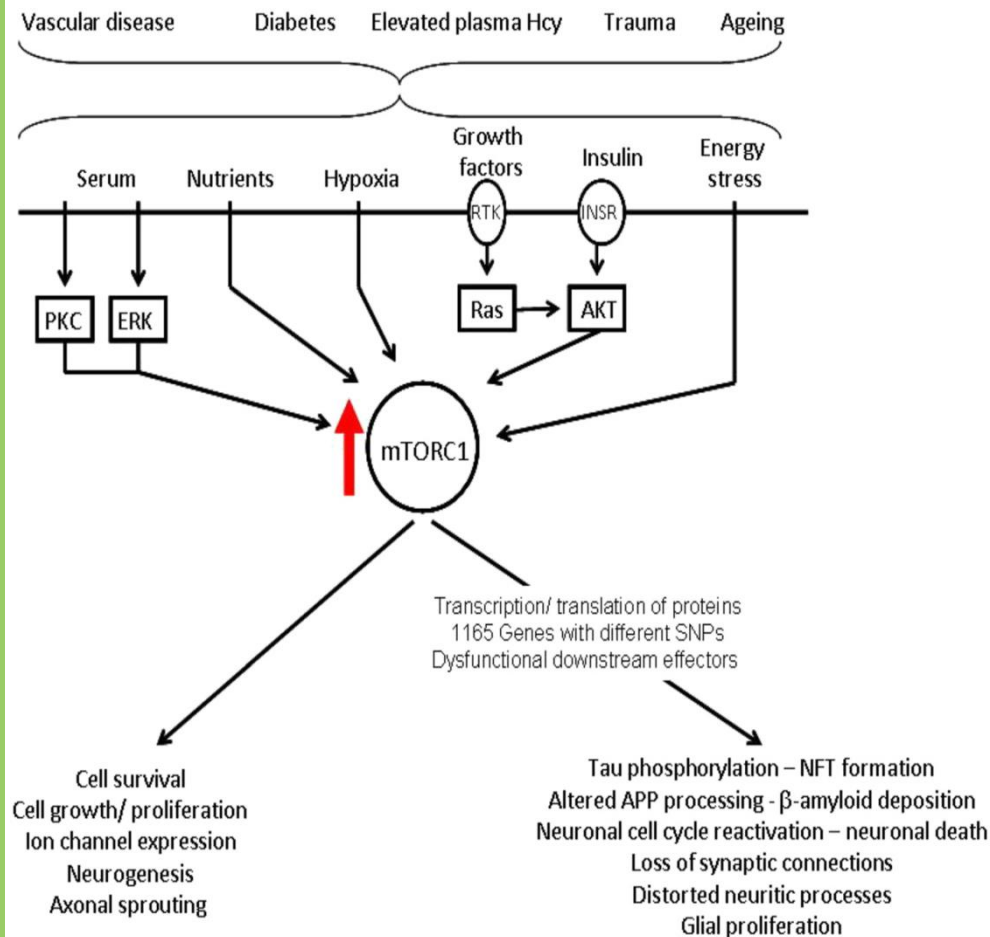 Vascular disease Diabetes Elevated plasma Hcy Trauma Ageing
Growth
factors
Insulin
Energy
stress
Serum Nutrients Hypoxia
RTK INSR
PKC ERK
Ras AKT
mTORC1
Transcription/ translation of proteins
1165 Genes with different SNPs
Dysfunctional downstream effectors
Cell survival
Cell growth/ proliferation
Ion channel expression
Neurogenesis
Axonal sprouting
Tau phosphorylation – NFT formation
Altered APP processing - β-amyloid deposition
Neuronal cell cycle reactivation – neuronal death
Loss of synaptic connections
Distorted neuritic processes
Glial proliferation